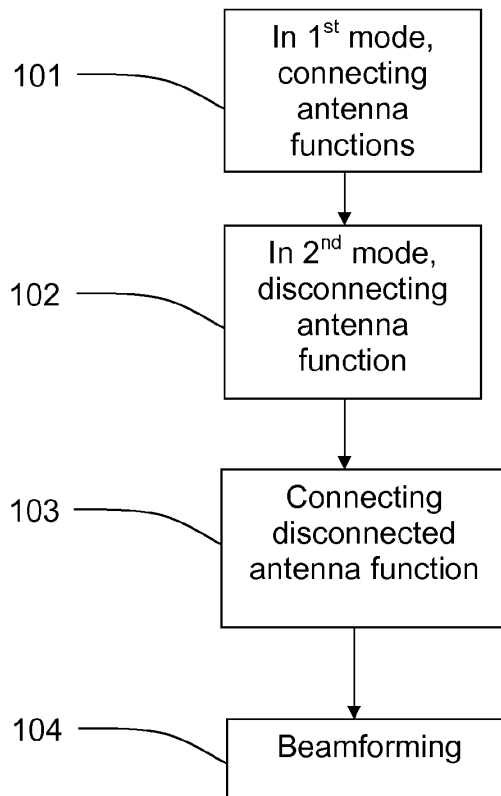 101
In 1st mode,
connecting
antenna
functions
102
In 2nd mode,
disconnecting
antenna
function
103
Connecting
disconnected
antenna function
104
Beamforming